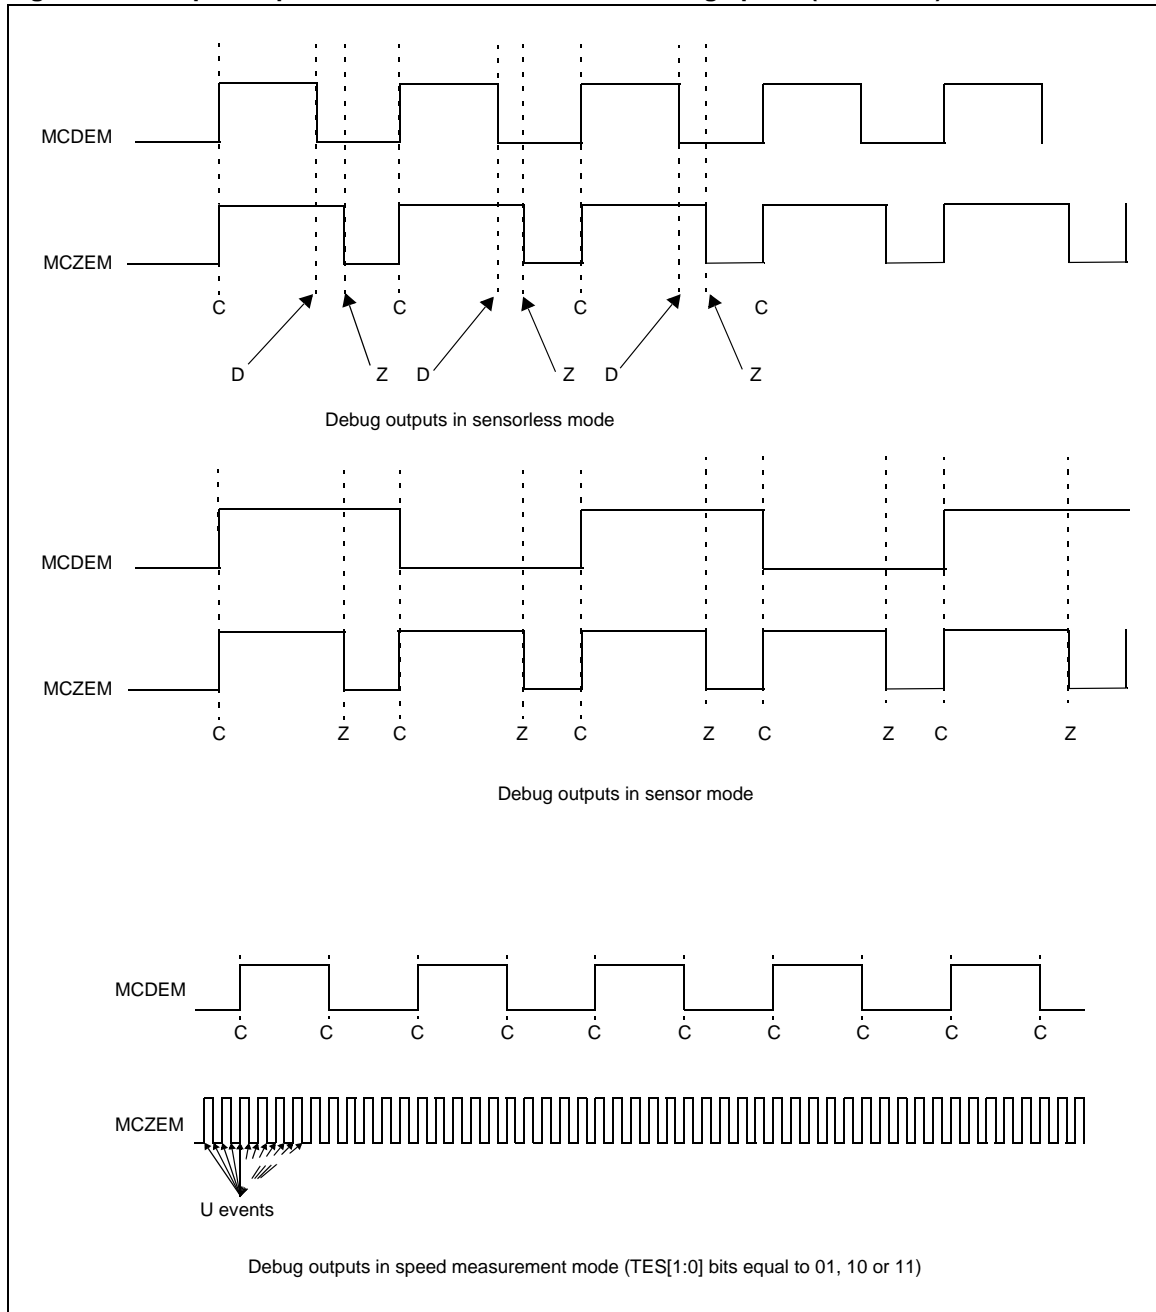 MCDEM
MCZEM
C C C C
D Z D Z D Z
Debug outputs in sensorless mode
MCDEM
MCZEM
C Z C Z C Z C Z C Z
Debug outputs in sensor mode
MCDEM
C C C C C C C C C C
MCZEM
U events
Debug outputs in speed measurement mode (TES[1:0] bits equal to 01, 10 or 11)